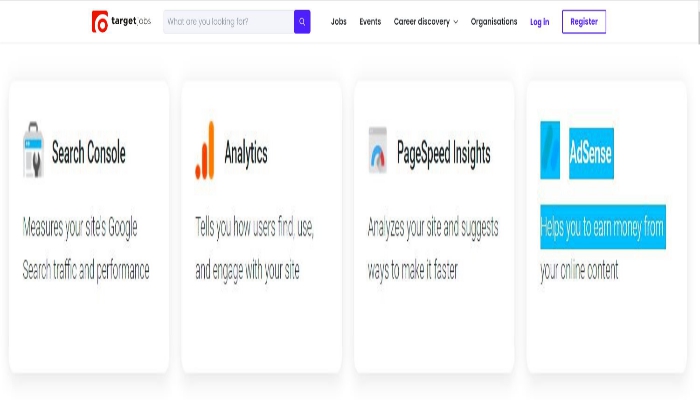 targetjobs What are you looking for? Jobs Events Career discovery Organisations Log in Register
Search Console
Measures your site's Google
Search traffic and performance
Analytics
Tells you how users find, use,
and engage with your site
PageSpeed Insights
Analyzes your site and suggests
ways to make it faster
AdSense
Helps you to earn money from
your online content